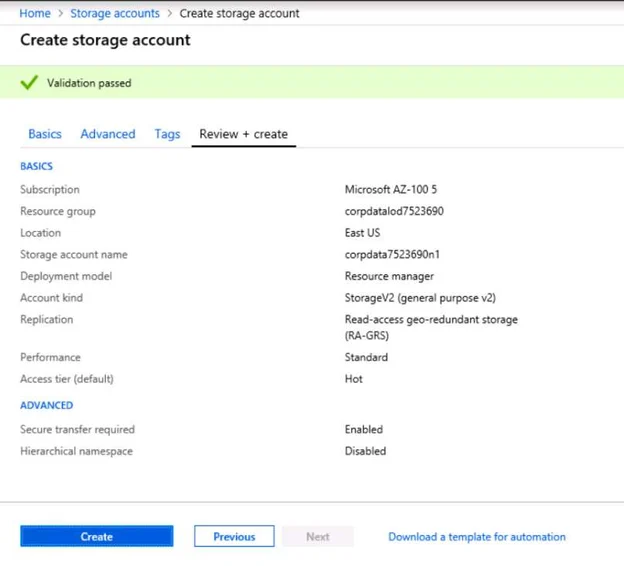 Home > Storage accounts > Create storage account
Create storage account
Validation passed
Basics Advanced Tags Review + create
BASICS
Subscription Microsoft AZ-100 5
Resource group corpdatalod7523690
Location East US
Storage account name corpdata7523690n1
Deployment model Resource manager
Account kind StorageV2 (general purpose v2)
Replication Read-access geo-redundant storage
(RA-GRS)
Performance Standard
Access tier (default) Hot
ADVANCED
Secure transfer required Enabled
Hierarchical namespace Disabled
Create Previous Next Download a template for automation